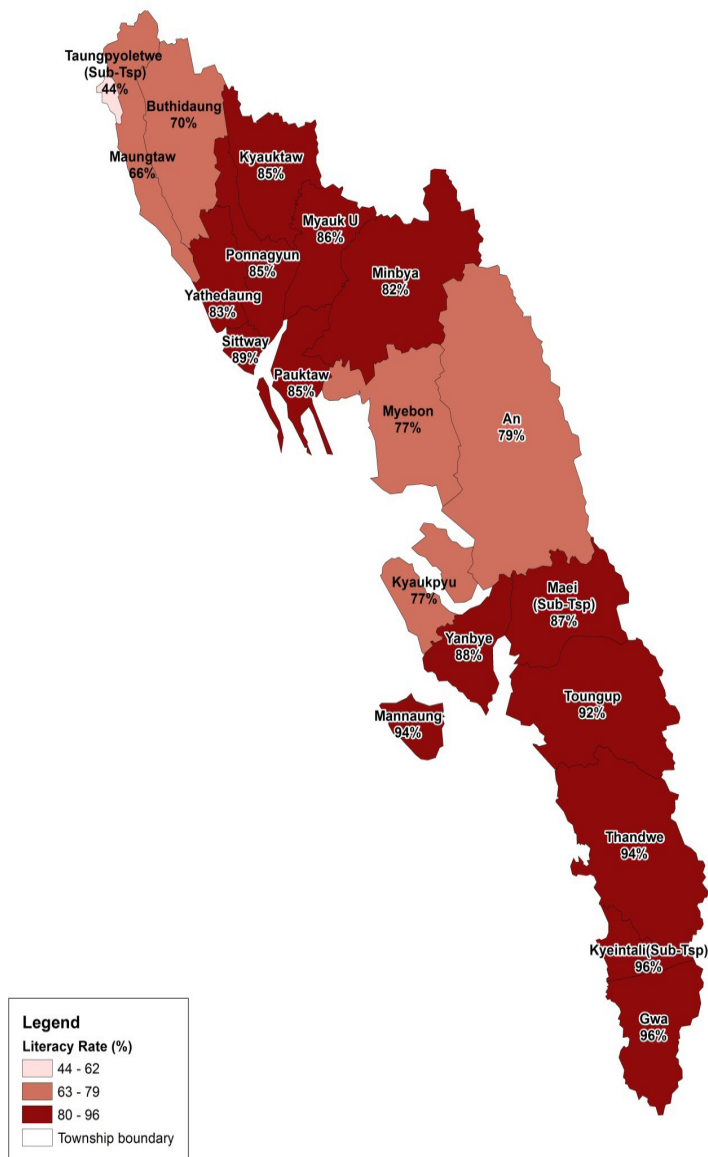 Taungpyoletwe
(Sub-Tsp)
44%
Buthidaung
70%
Maungtaw
66%
Kyauktaw
85%
Myauk U
86%
Ponnagyun
85%
Minbya
82%
Yathedaung
83%
Sittway
89%
Pauktaw
85%
Myebon
77%
An
79%
Kyaukpyu
77%
Maei
(Sub-Tsp)
87%
Yanbye
88%
Toungup
92%
Mannaung
94%
Thandwe
94%
Kyeintali(Sub-Tsp)
96%
Gwa
96%
Legend
Literacy Rate (%)
44 - 62
63 - 79
80 - 96
Township boundary